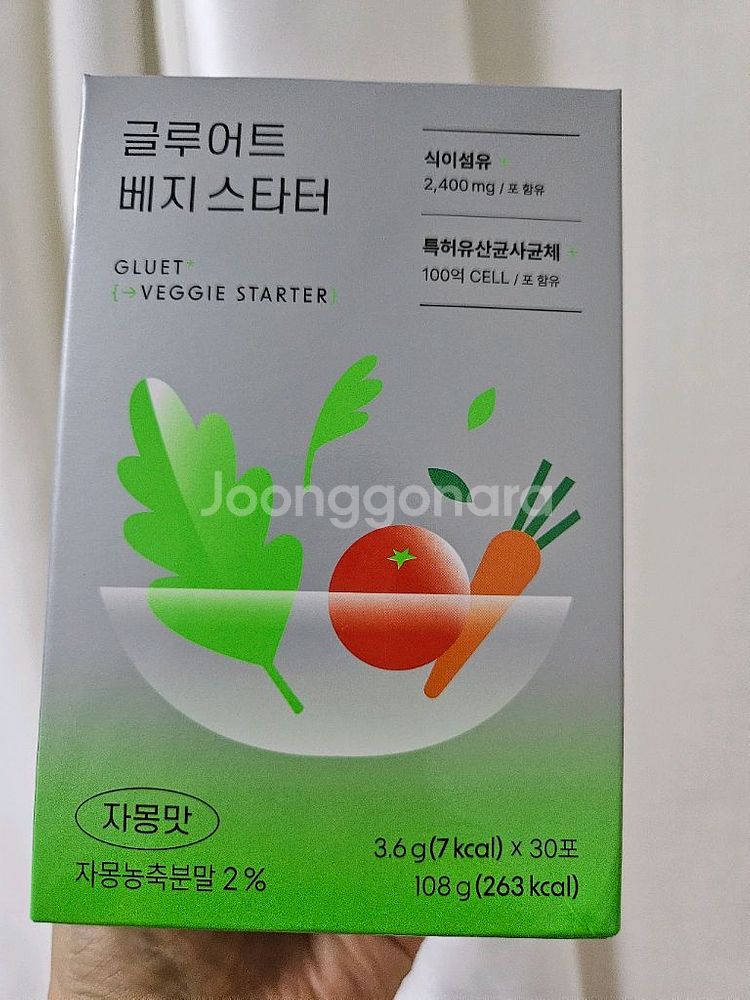 글루어트
베지 스타터
GLUET*
{→VEGGIE STARTER}
식이섬유 +
2,400 mg / 포 함유
특허유산균사균체 +
100억 CELL / 포 함유
Joonggonara
자몽맛
자몽농축분말 2 %
3.6 g (7 kcal) x 30포
108 g (263 kcal)